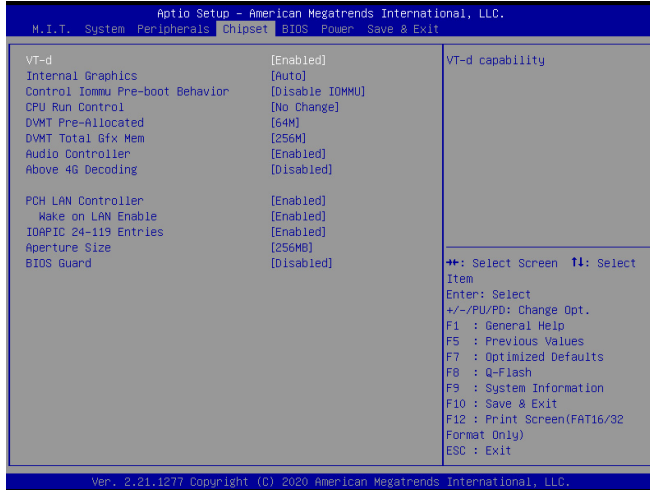 Aptio Setup – American Megatrends International, LLC.
M.I.T. System Peripherals Chipset BIOS Power Save & Exit
VT-d [Enabled]
Internal Graphics [Auto]
Control Iommu Pre-boot Behavior [Disable IOMMU]
CPU Run Control [No Change]
DVMT Pre-Allocated [64M]
DVMT Total Gfx Mem [256M]
Audio Controller [Enabled]
Above 4G Decoding [Disabled]
PCH LAN Controller [Enabled]
Wake on LAN Enable [Enabled]
IOAPIC 24-119 Entries [Enabled]
Aperture Size [256MB]
BIOS Guard [Disabled]
VT-d capability
→←: Select Screen ↑↓: Select
Item
Enter: Select
+/-/PU/PD: Change Opt.
F1 : General Help
F5 : Previous Values
F7 : Optimized Defaults
F8 : Q-Flash
F9 : System Information
F10 : Save & Exit
F12 : Print Screen(FAT16/32
Format Only)
ESC : Exit
Ver. 2.21.1277 Copyright (C) 2020 American Megatrends International, LLC.